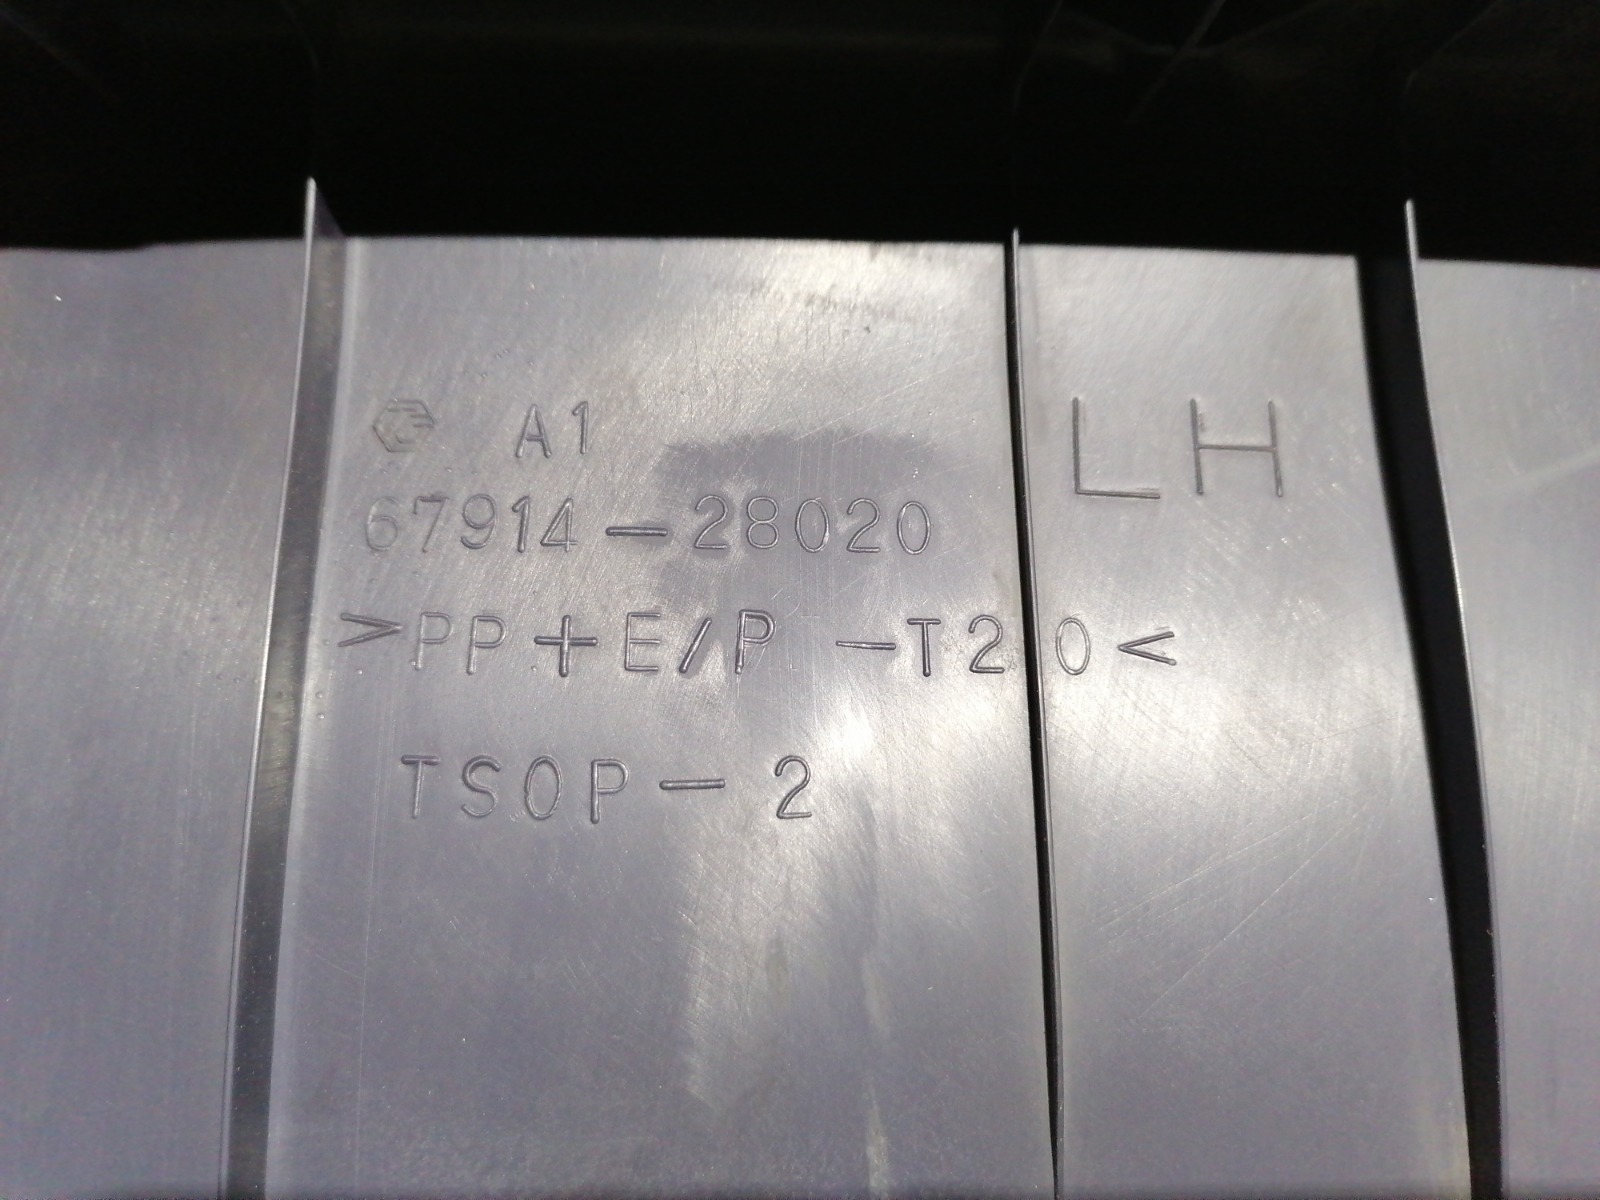 A1
LH
67914-28020
>PP+E/P-T20<
TSOP-2